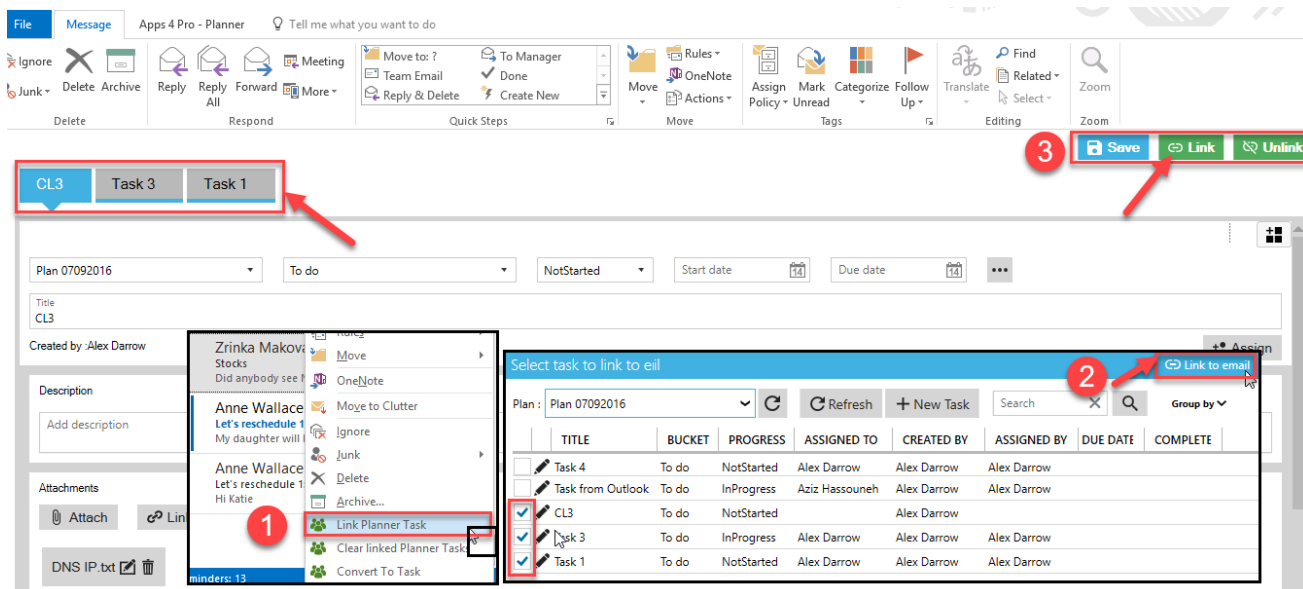 File Message Apps 4 Pro - Planner Tell me what you want to do
Ignore
Junk
Delete Archive
Delete
Reply Reply All Forward
Meeting
More
Respond
Move to: ? To Manager
Team Email Done
Reply & Delete Create New
Quick Steps
Move
Rules
OneNote
Actions
Move
Assign Policy Mark Unread Categorize Follow Up
Tags
Translate
Find
Related
Select
Editing
Zoom
Zoom
3 Save Link Unlink
CL3 Task 3 Task 1
Plan 07092016 To do NotStarted Start date 14 Due date 14
Title
CL3
Created by :Alex Darrow
Assign
Description
Add description
Attachments
Attach
DNS IP.txt
Stocks
Did anybody see
Anne Wallace
Let's reschedule 1
My daughter will
Anne Wallace
Let's reschedule 1
Hi Katie
minders: 13
Move
OneNote
Move to Clutter
Ignore
Junk
Delete
Archive...
1 Link Planner Task
Clear linked Planner Tasks
Convert To Task
Select task to link to eil 2 Link to email
Plan : Plan 07092016 Refresh + New Task Search Group by
TITLE BUCKET PROGRESS ASSIGNED TO CREATED BY ASSIGNED BY DUE DATE COMPLETE
Task 4 To do NotStarted Alex Darrow Alex Darrow Alex Darrow
Task from Outlook To do InProgress Aziz Hassouneh Alex Darrow Alex Darrow
CL3 To do NotStarted Alex Darrow
Task 3 To do InProgress Alex Darrow Alex Darrow Alex Darrow
Task 1 To do NotStarted Alex Darrow Alex Darrow Alex Darrow